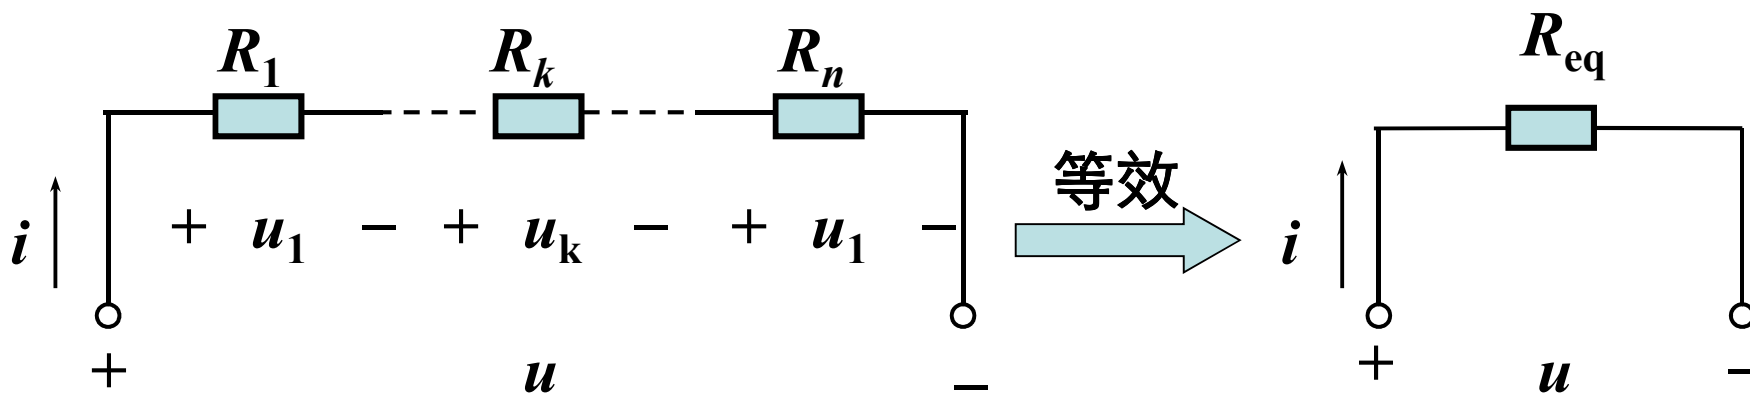 R1 Rk Rn Req
等效
i + u1 − + uk − + u1 − i
+ u − + u −